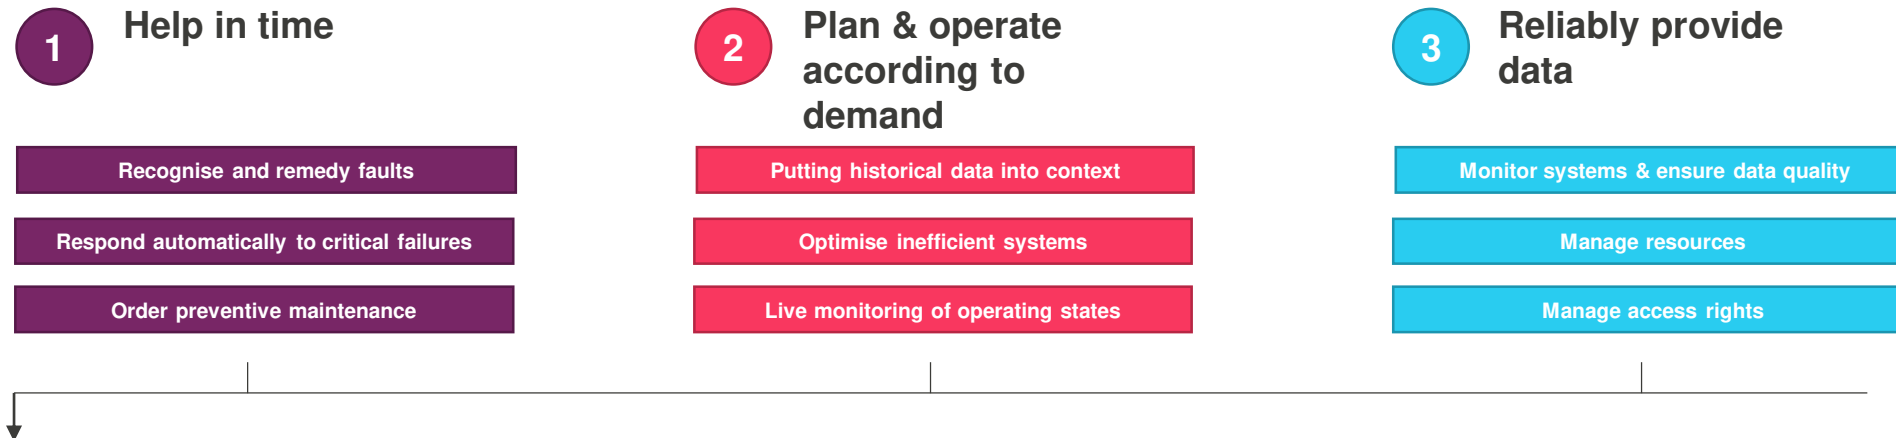 1
Help in time
Recognise and remedy faults
Respond automatically to critical failures
Order preventive maintenance
2
Plan & operate
according to
demand
Putting historical data into context
Optimise inefficient systems
Live monitoring of operating states
3
Reliably provide
data
Monitor systems & ensure data quality
Manage resources
Manage access rights